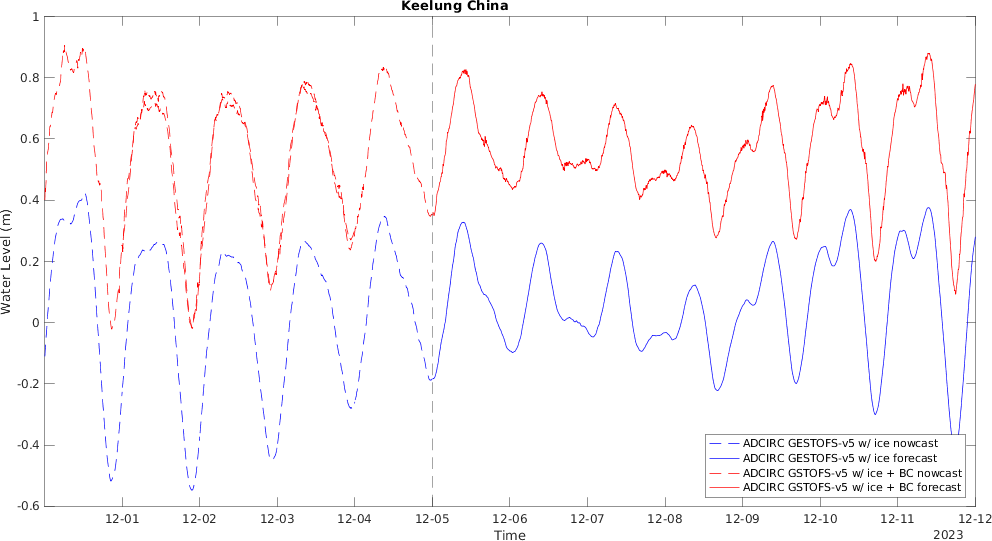 Keelung China
1
0.8
0.6
0.4
0.2
0
-0.2
-0.4
-0.6
Water Level (m)
ADCIRC GESTOFS-v5 w/ ice nowcast
ADCIRC GESTOFS-v5 w/ ice forecast
ADCIRC GSTOFS-v5 w/ ice + BC nowcast
ADCIRC GSTOFS-v5 w/ ice + BC forecast
12-01 12-02 12-03 12-04 12-05 12-06 12-07 12-08 12-09 12-10 12-11 12-12
Time
2023